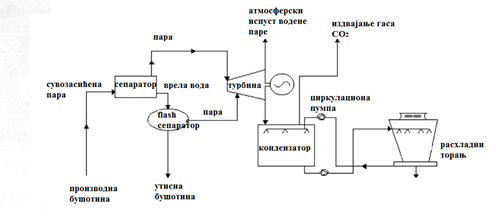 атмосферски
испуст водене
паре
издвајање гаса
CO2
пара
сувозасићена
пара
сепаратор
врела вода
турбина
flash
сепаратор
пара
циркулациона
пумпа
кондензатор
расхладни
торањ
производна
бушотина
утисна
бушотина